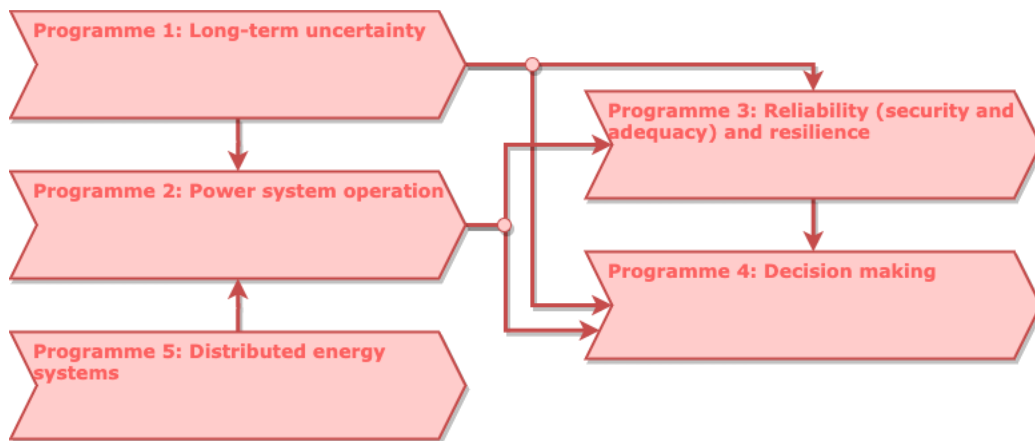 Programme 1: Long-term uncertainty
Programme 3: Reliability (security and
adequacy) and resilience
Programme 2: Power system operation
Programme 4: Decision making
Programme 5: Distributed energy
systems